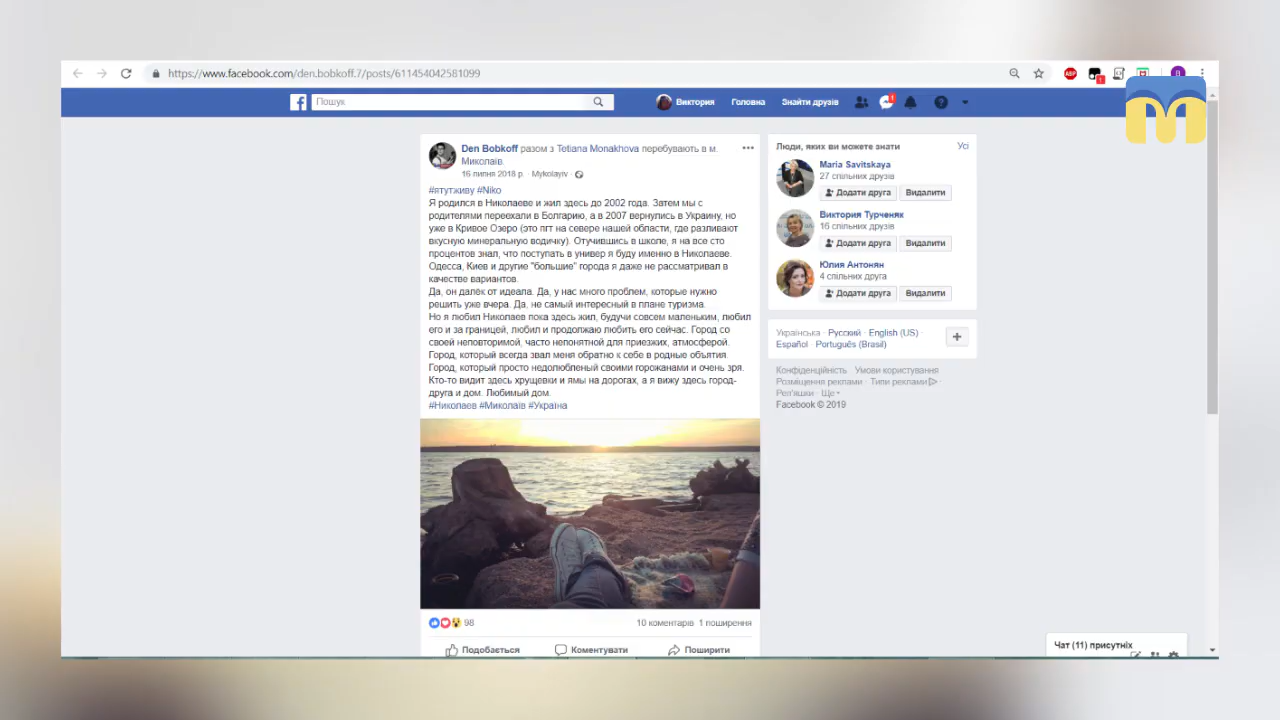 https://www.facebook.com/den.bobkoff.7/posts/611454042581099
ABP
1
Пошук
Виктория
Головна
Знайти друзів
1
Den Bobkoff разом з Tetiana Monakhova перебувають в м.
Миколаїв.
16 липня 2018 р. · Mykolayiv ·
#ятутживу #Niko
Я родился в Николаеве и жил здесь до 2002 года. Затем мы с
родителями переехали в Болгарию, а в 2007 вернулись в Украину, но
уже в Кривое Озеро (это пгт на севере нашей области, где разливают
вкусную минеральную водичку). Отучившись в школе, я на все сто
процентов знал, что поступать в универ я буду именно в Николаеве.
Одесса, Киев и другие "большие" города я даже не рассматривал в
качестве вариантов.
Да, он далёк от идеала. Да, у нас много проблем, которые нужно
решить уже вчера. Да, не самый интересный в плане туризма.
Но я любил Николаев пока здесь жил, будучи совсем маленьким, любил
его и за границей, любил и продолжаю любить его сейчас. Город со
своей неповторимой, часто непонятной для приезжих, атмосферой.
Город, который всегда звал меня обратно к себе в родные объятия.
Город, который просто недолюбленый своими горожанами и очень зря.
Кто-то видит здесь хрущевки и ямы на дорогах, а я вижу здесь город-
друга и дом. Любимый дом.
#Николаев #Миколаїв #Україна
98
10 коментарів 1 поширення
Подобається
Коментувати
Поширити
Люди, яких ви можете знати
Усі
Maria Savitskaya
27 спільних друзів
Додати друга
Видалити
Виктория Турченяк
16 спільних друзів
Додати друга
Видалити
Юлия Антонян
4 спільних друга
Додати друга
Видалити
Українська · Русский · English (US) ·
Español · Português (Brasil)
Конфіденційність · Умови користування ·
Розміщення реклами · Типи реклами ·
Реп'яшки · Ще
Facebook © 2019
Чат (11) присутніх